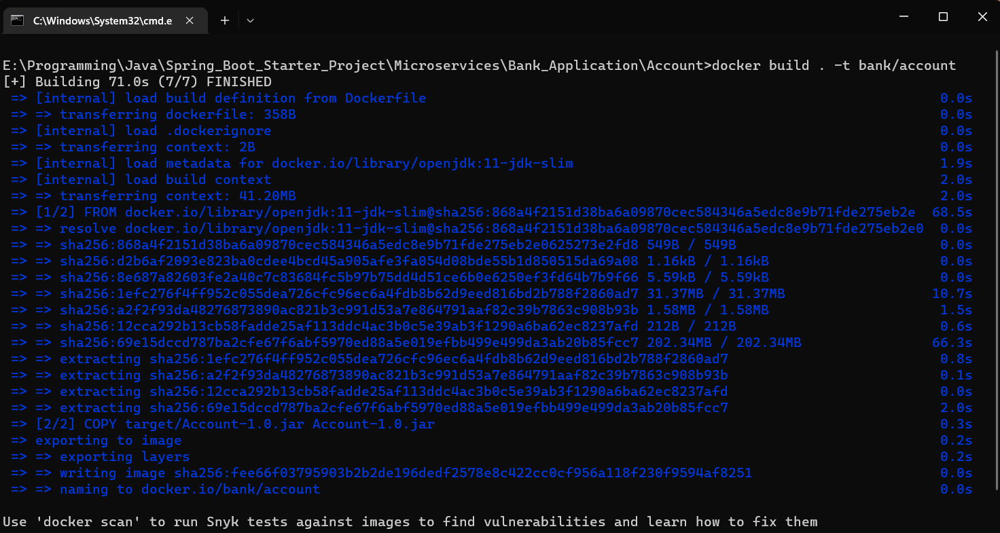 C:\Windows\System32\cmd.e
E:\Programming\Java\Spring_Boot_Starter_Project\Microservices\Bank_Application\Account>docker build . -t bank/account
[+] Building 71.0s (7/7) FINISHED
=> [internal] load build definition from Dockerfile 0.0s
=> => transferring dockerfile: 358B 0.0s
=> [internal] load .dockerignore 0.0s
=> => transferring context: 2B 0.0s
=> [internal] load metadata for docker.io/library/openjdk:11-jdk-slim 1.9s
=> [internal] load build context 2.0s
=> => transferring context: 41.20MB 2.0s
=> [1/2] FROM docker.io/library/openjdk:11-jdk-slim@sha256:868a4f2151d38ba6a09870cec584346a5edc8e9b71fde275eb2e 68.5s
=> => resolve docker.io/library/openjdk:11-jdk-slim@sha256:868a4f2151d38ba6a09870cec584346a5edc8e9b71fde275eb2e0 0.0s
=> => sha256:868a4f2151d38ba6a09870cec584346a5edc8e9b71fde275eb2e0625273e2fd8 549B / 549B 0.0s
=> => sha256:d2b6af2093e823ba0cdee4bcd45a905afe3fa054d08bde55b1d850515da69a08 1.16kB / 1.16kB 0.0s
=> => sha256:8e687a82603fe2a40c7c83684fc5b97b75dd4d51ce6b0e6250ef3fd64b7b9f66 5.59kB / 5.59kB 0.0s
=> => sha256:1efc276f4ff952c055dea726cfc96ec6a4fdb8b62d9eed816bd2b788f2860ad7 31.37MB / 31.37MB 10.7s
=> => sha256:a2f2f93da48276873890ac821b3c991d53a7e864791aaf82c39b7863c908b93b 1.58MB / 1.58MB 1.5s
=> => sha256:12cca292b13cb58fadde25af113ddc4ac3b0c5e39ab3f1290a6ba62ec8237afd 212B / 212B 0.6s
=> => sha256:69e15dccd787ba2cfe67f6abf5970ed88a5e019efbb499e499da3ab20b85fcc7 202.34MB / 202.34MB 66.3s
=> => extracting sha256:1efc276f4ff952c055dea726cfc96ec6a4fdb8b62d9eed816bd2b788f2860ad7 0.8s
=> => extracting sha256:a2f2f93da48276873890ac821b3c991d53a7e864791aaf82c39b7863c908b93b 0.1s
=> => extracting sha256:12cca292b13cb58fadde25af113ddc4ac3b0c5e39ab3f1290a6ba62ec8237afd 0.0s
=> => extracting sha256:69e15dccd787ba2cfe67f6abf5970ed88a5e019efbb499e499da3ab20b85fcc7 2.0s
=> [2/2] COPY target/Account-1.0.jar Account-1.0.jar 0.3s
=> exporting to image 0.2s
=> => exporting layers 0.2s
=> => writing image sha256:fee66f03795903b2b2de196dedf2578e8c422cc0cf956a118f230f9594af8251 0.0s
=> => naming to docker.io/bank/account 0.0s
Use 'docker scan' to run Snyk tests against images to find vulnerabilities and learn how to fix them